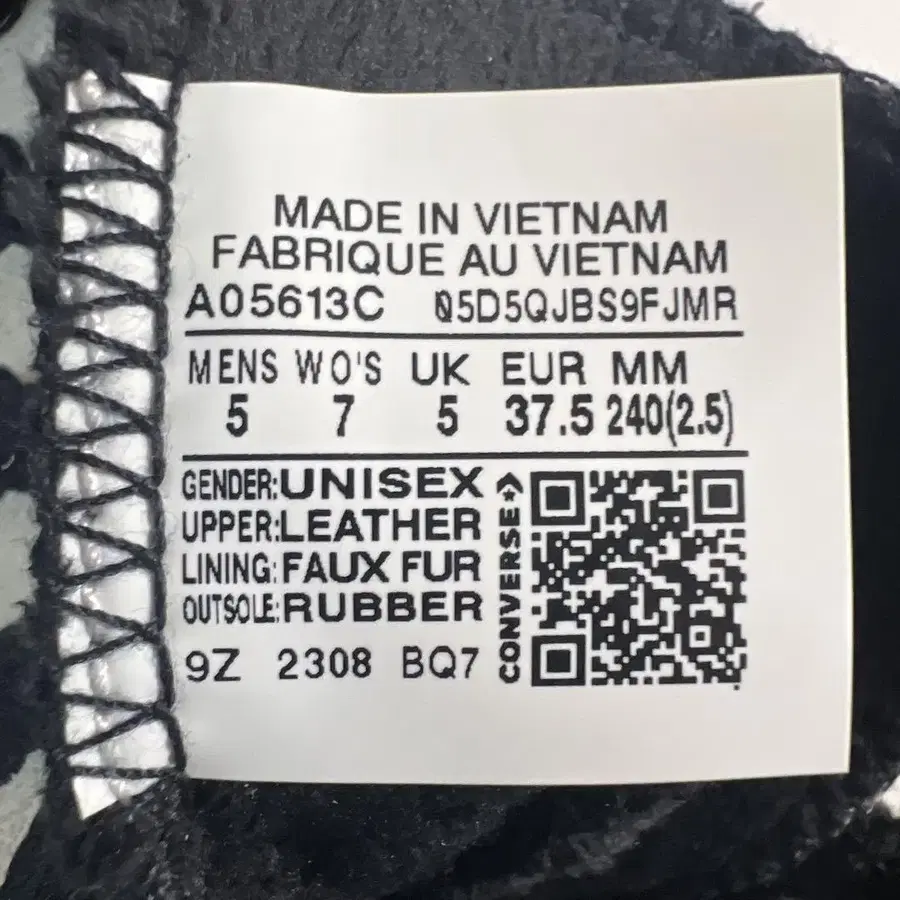 MADE IN VIETNAM
FABRIQUE AU VIETNAM
A05613C Q5D5QJBS9FJMR
MENS WO'S UK EUR MM
5 7 5 37.5 240(2.5)
GENDER:UNISEX
UPPER:LEATHER
LINING:FAUX FUR
OUTSOLE:RUBBER
9Z 2308 BQ7
CONVERSE